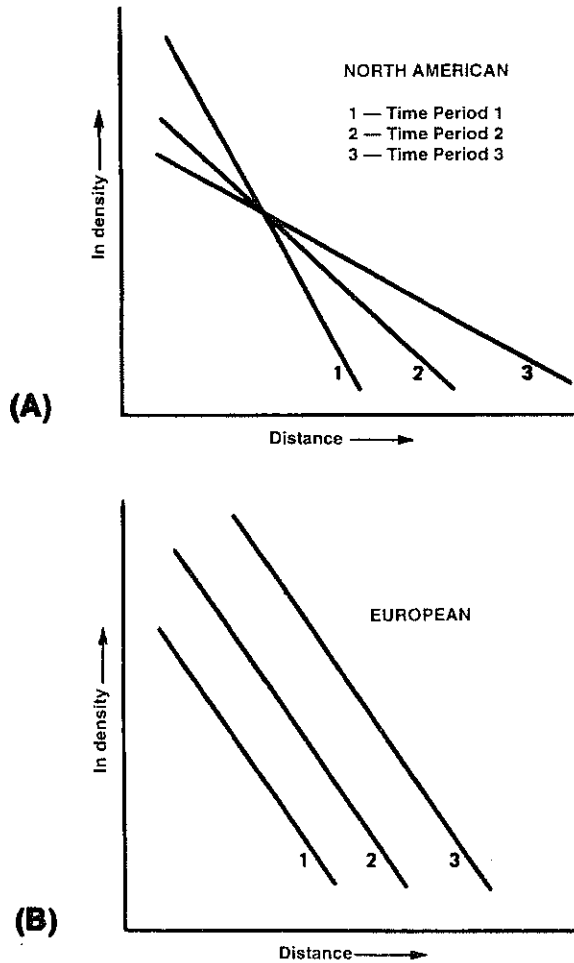 NORTH AMERICAN
1 — Time Period 1
2 — Time Period 2
3 — Time Period 3
ln density
1
2
3
(A)
Distance
EUROPEAN
ln density
1
2
3
(B)
Distance